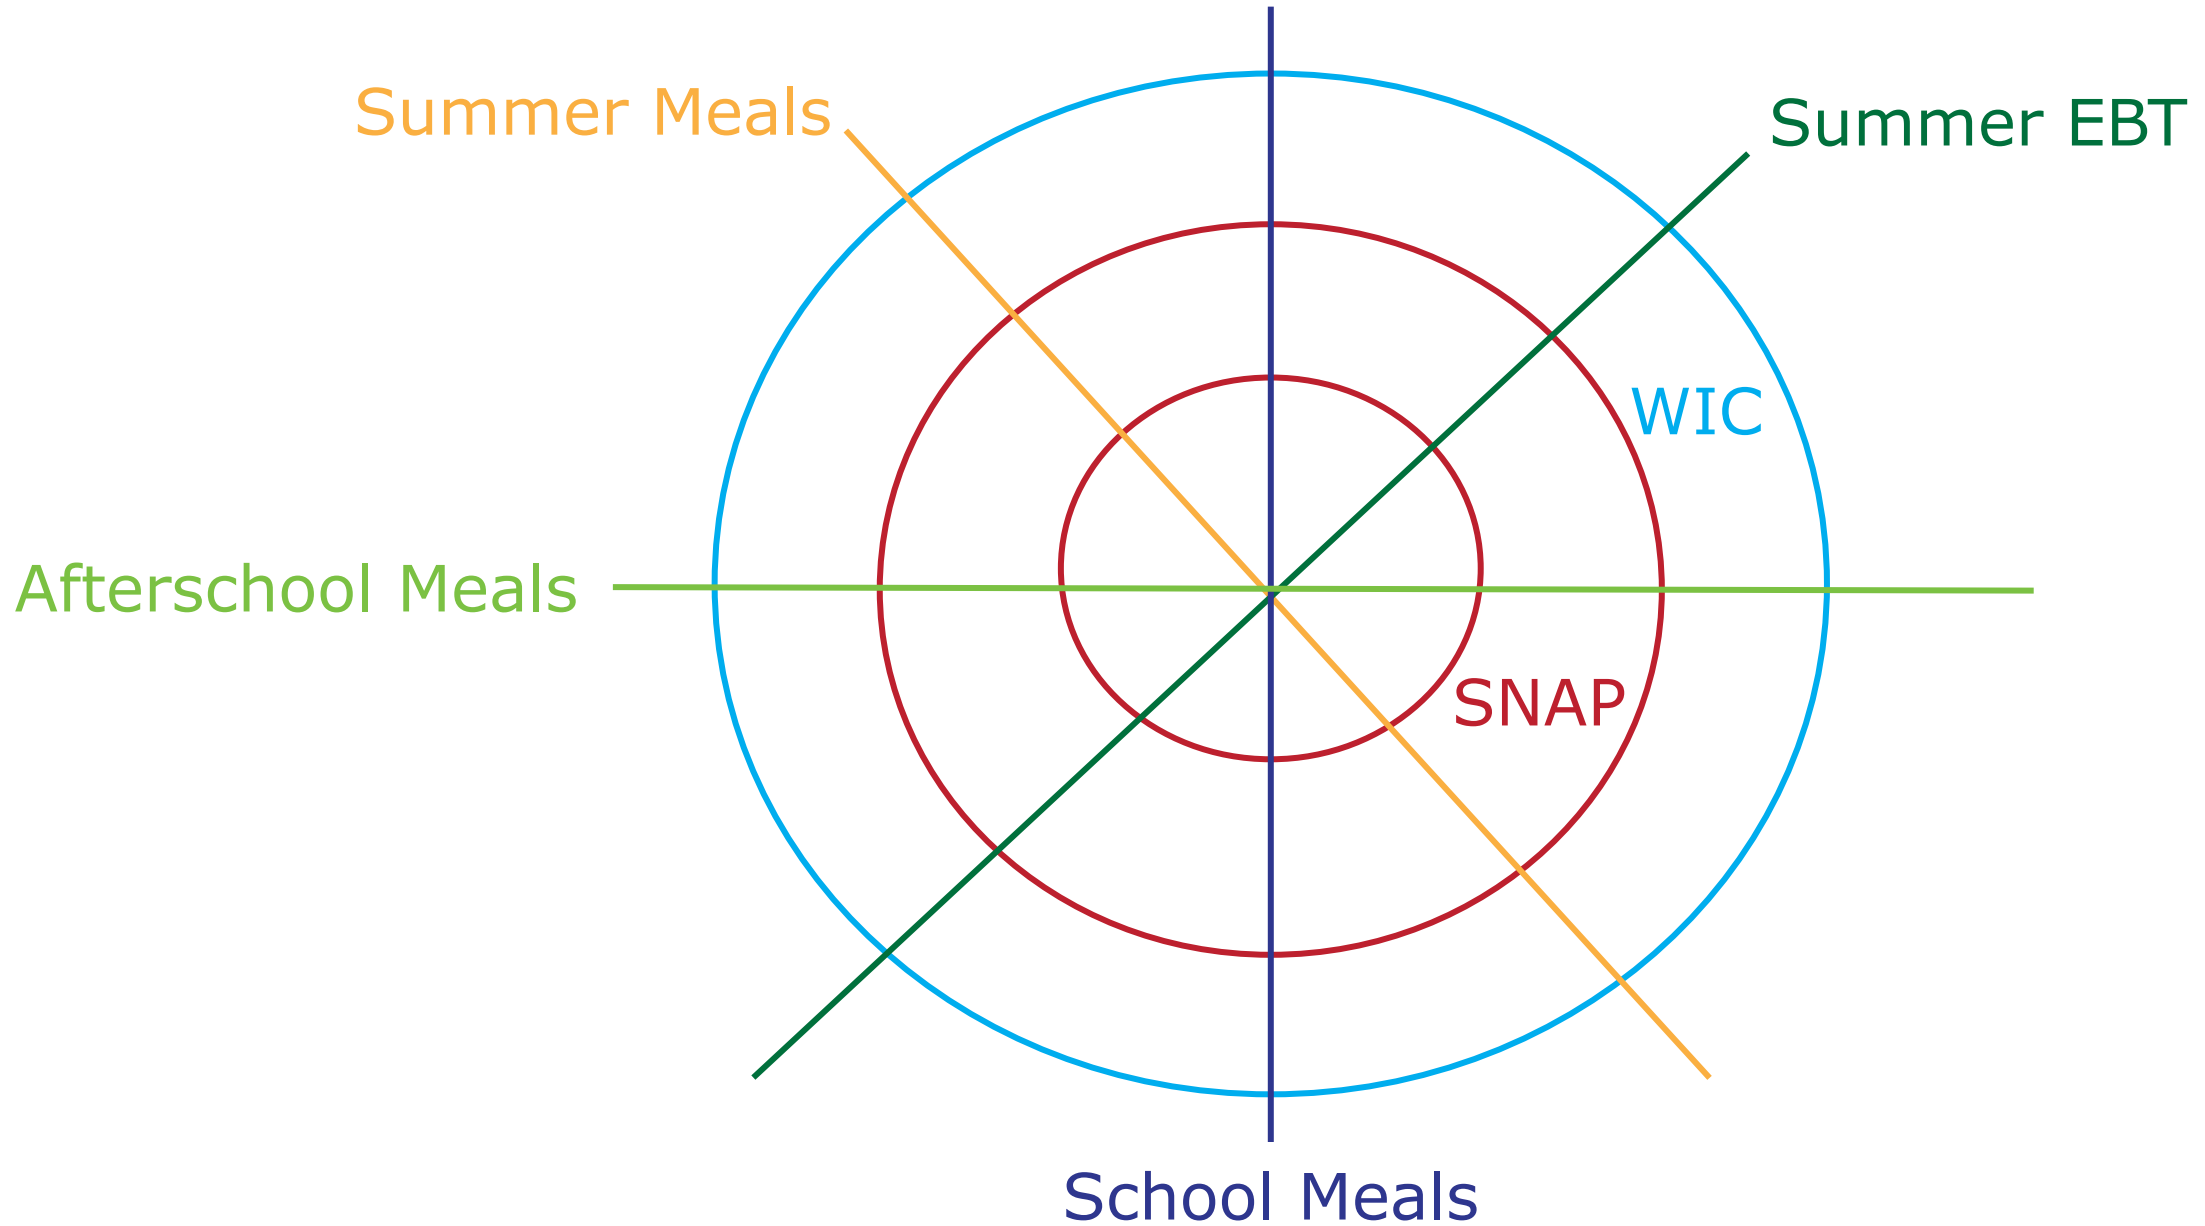 Summer Meals
Summer EBT
WIC
Afterschool Meals
SNAP
School Meals